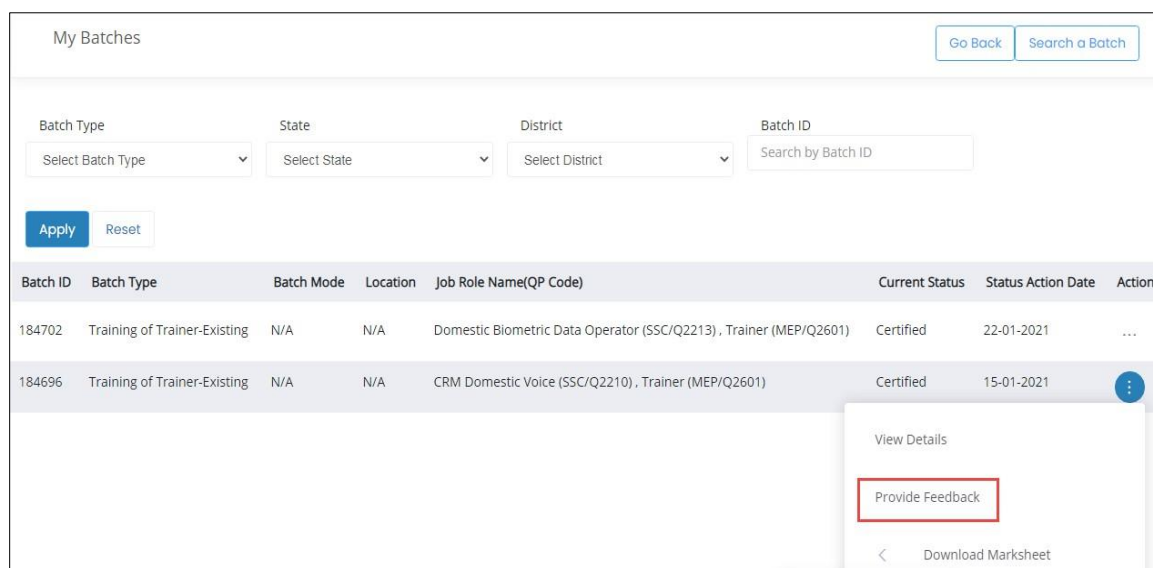 My Batches
Go Back Search a Batch
Batch Type State District Batch ID
Select Batch Type Select State Select District Search by Batch ID
Apply Reset
Batch ID Batch Type Batch Mode Location Job Role Name(QP Code) Current Status Status Action Date Action
184702 Training of Trainer-Existing N/A N/A Domestic Biometric Data Operator (SSC/Q2213) , Trainer (MEP/Q2601) Certified 22-01-2021 ...
184696 Training of Trainer-Existing N/A N/A CRM Domestic Voice (SSC/Q2210) , Trainer (MEP/Q2601) Certified 15-01-2021
View Details
Provide Feedback
Download Marksheet